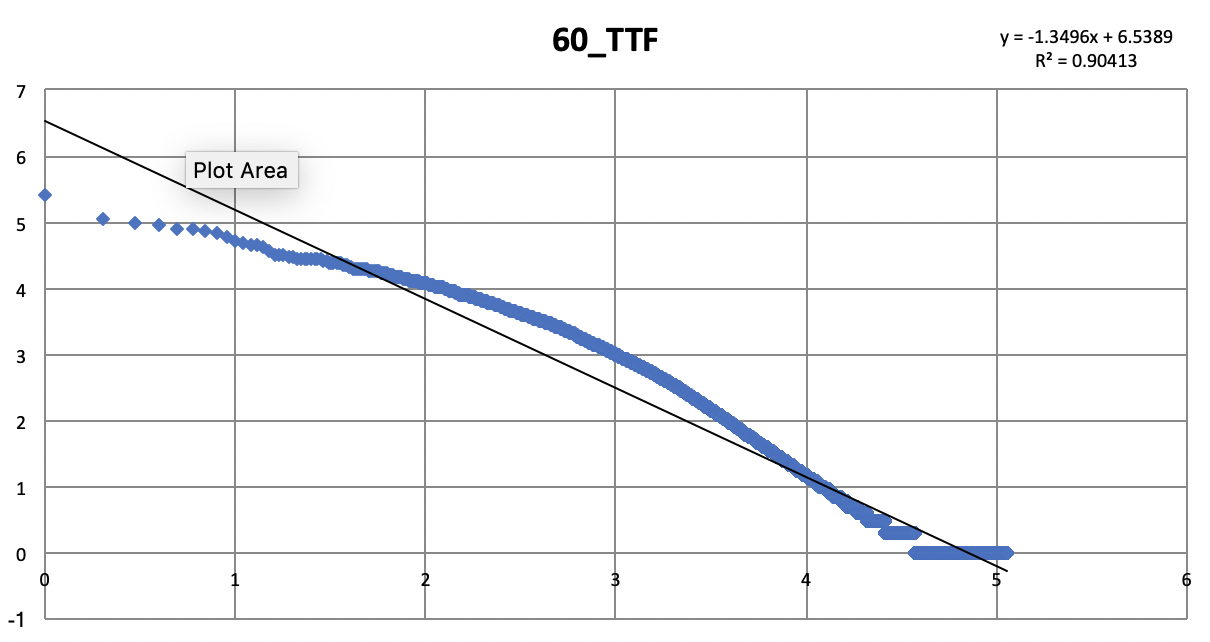 60_TTF
y = -1.3496x + 6.5389
R² = 0.90413
7
6
Plot Area
5
4
3
2
1
0
0 1 2 3 4 5 6
-1